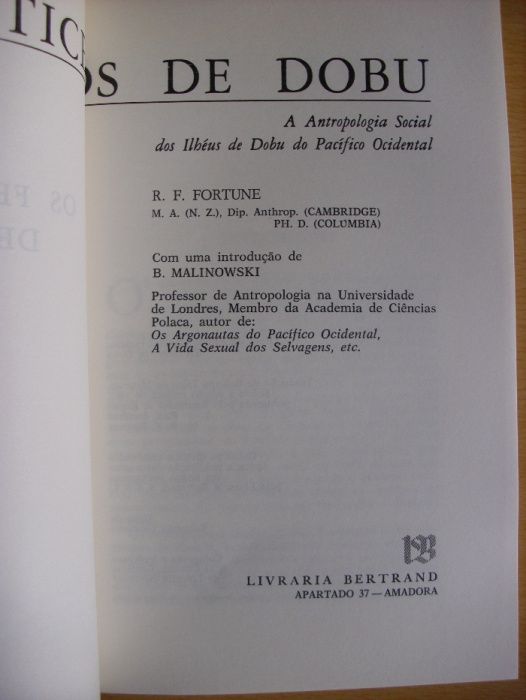 TICE
OS DE DOBU
A Antropologia Social
dos Ilhéus de Dobu do Pacífico Ocidental
R. F. FORTUNE
M. A. (N. Z.), Dip. Anthrop. (CAMBRIDGE)
PH. D. (COLUMBIA)
Com uma introdução de
B. MALINOWSKI
Professor de Antropologia na Universidade
de Londres, Membro da Academia de Ciências
Polaca, autor de:
Os Argonautas do Pacífico Ocidental,
A Vida Sexual dos Selvagens, etc.
LIVRARIA BERTRAND
APARTADO 37 — AMADORA